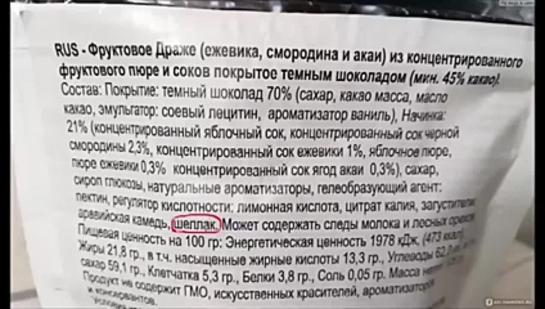 RUS - Фруктовое Драже (ежевика, смородина и акаи) из концентрированного
фруктового пюре и соков покрытое темным шоколадом (мин. 45% какао).
Состав: Покрытие: темный шоколад 70% (сахар, какао масса, масло
какао, эмульгатор: соевый лецитин, ароматизатор ваниль), Начинка:
21% (концентрированный яблочный сок, концентрированный сок черной
смородины 2,3%, концентрированный сок ежевики 1%, яблочное пюре,
пюре ежевики 0,3% концентрированный сок ягод акаи 0,3%), сахар,
сироп глюкозы, натуральные ароматизаторы, гелеобразующий агент:
пектин, регулятор кислотности: лимонная кислота, цитрат калия, загустители
аравийская камедь, шеллак. Может содержать следы молока и лесных орехов
Пищевая ценность на 100 гр: Энергетическая ценность 1978 кДж, (473 ккал)
Жиры 21,8 гр., в т.ч. насыщенные жирные кислоты 13,3 гр., Углеводы
сахар 59,1 гр., Клетчатка 5,3 гр., Белки 3,8 гр., Соль 0,05 гр. Масса
Продукт не содержит ГМО, искусственных красителей, ароматизаторов
и консервантов.